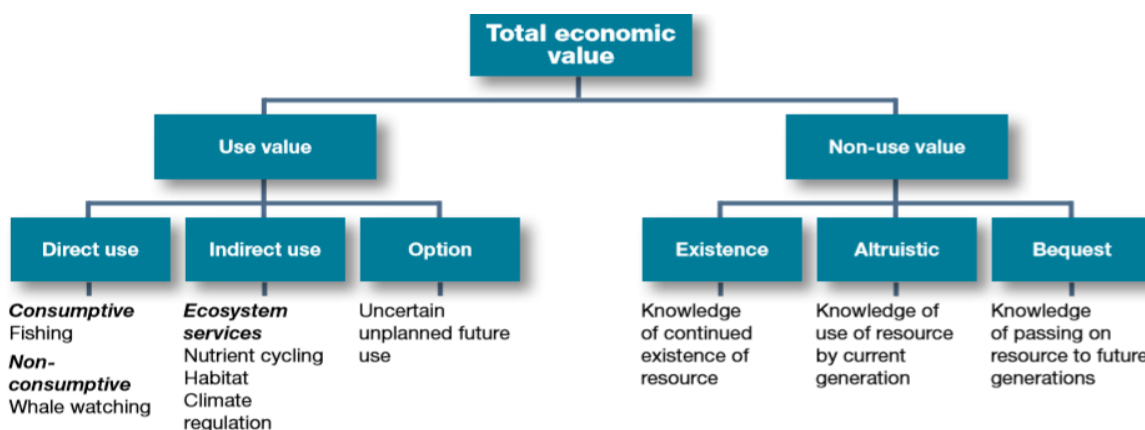 Total economic
value
Use value
Non-use value
Direct use
Indirect use
Option
Existence
Altruistic
Bequest
Consumptive
Fishing
Non-
consumptive
Whale watching
Ecosystem
services
Nutrient cycling
Habitat
Climate
regulation
Uncertain
unplanned future
use
Knowledge
of continued
existence of
resource
Knowledge of
use of resource
by current
generation
Knowledge
of passing on
resource to future
generations